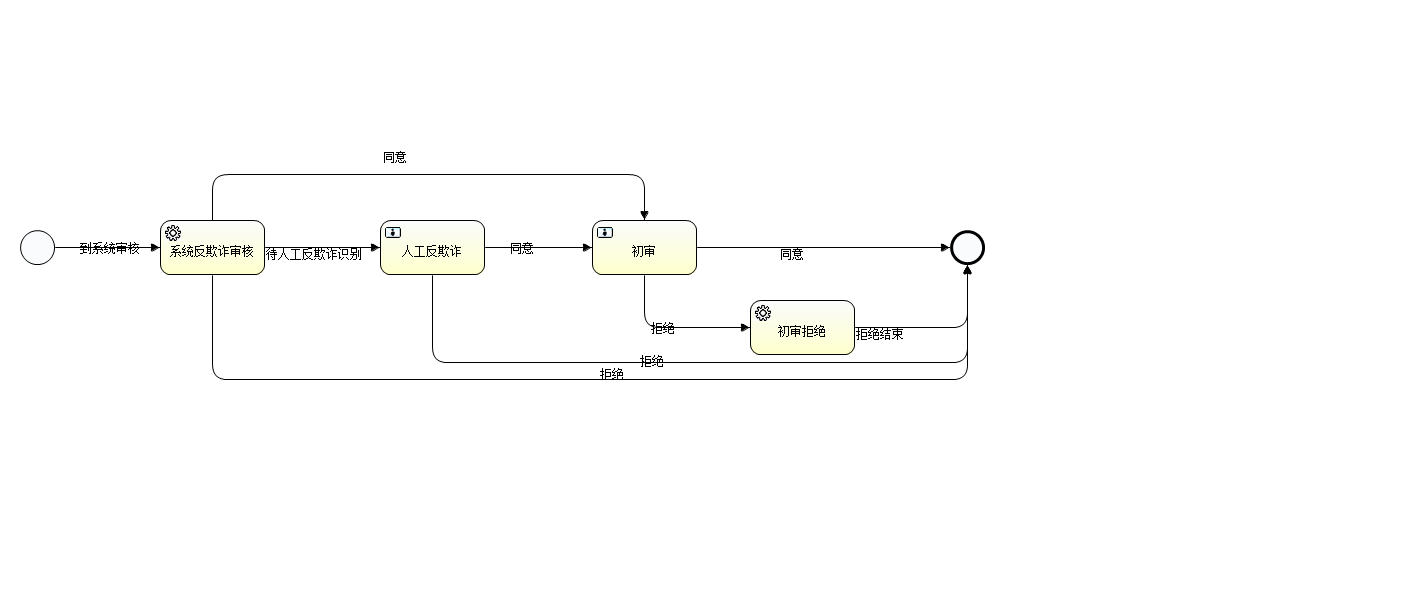 同意
到系统审核
系统反欺诈审核
待人工反欺诈识别
人工反欺诈
同意
初审
同意
拒绝
初审拒绝
拒绝结束
拒绝
拒绝